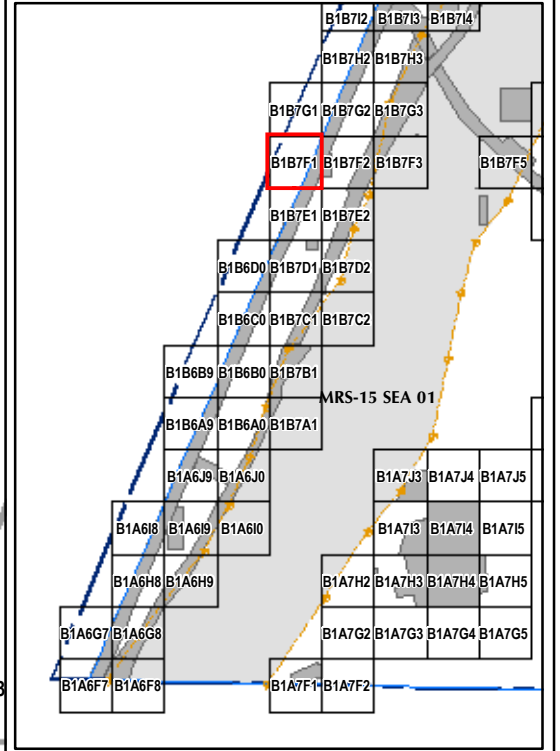 B1B7I2 B1B7I3 B1B7I4
B1B7H2 B1B7H3
B1B7G1 B1B7G2 B1B7G3
B1B7F1 B1B7F2 B1B7F3 B1B7F5
B1B7E1 B1B7E2
B1B6D0 B1B7D1 B1B7D2
B1B6C0 B1B7C1 B1B7C2
B1B6B9 B1B6B0 B1B7B1
MRS-15 SEA 01
B1B6A9 B1B6A0 B1B7A1
B1A6J9 B1A6J0 B1A7J3 B1A7J4 B1A7J5
B1A6I8 B1A6I9 B1A6I0 B1A7I3 B1A7I4 B1A7I5
B1A6H8 B1A6H9 B1A7H2 B1A7H3 B1A7H4 B1A7H5
B1A6G7 B1A6G8 B1A7G2 B1A7G3 B1A7G4 B1A7G5
B1A6F7 B1A6F8 B1A7F1 B1A7F2